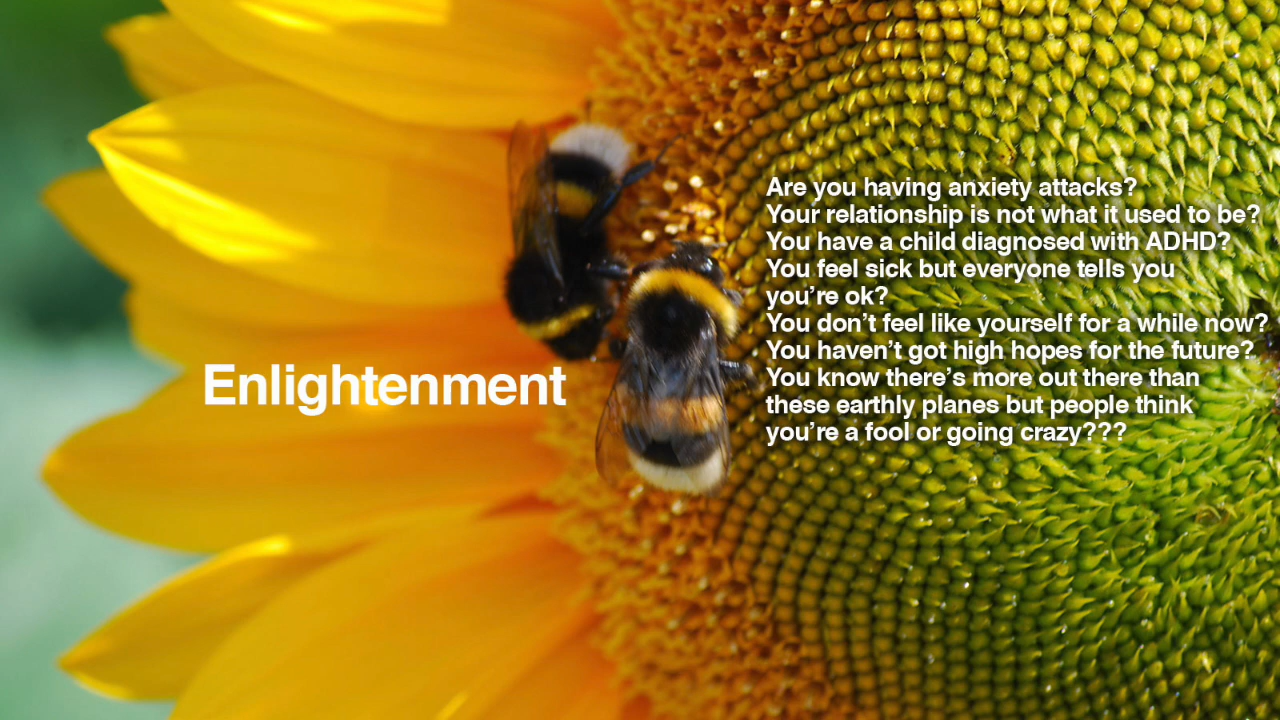 Enlightenment
Are you having anxiety attacks?
Your relationship is not what it used to be?
You have a child diagnosed with ADHD?
You feel sick but everyone tells you
you’re ok?
You don’t feel like yourself for a while now?
You haven’t got high hopes for the future?
You know there’s more out there than
these earthly planes but people think
you’re a fool or going crazy???